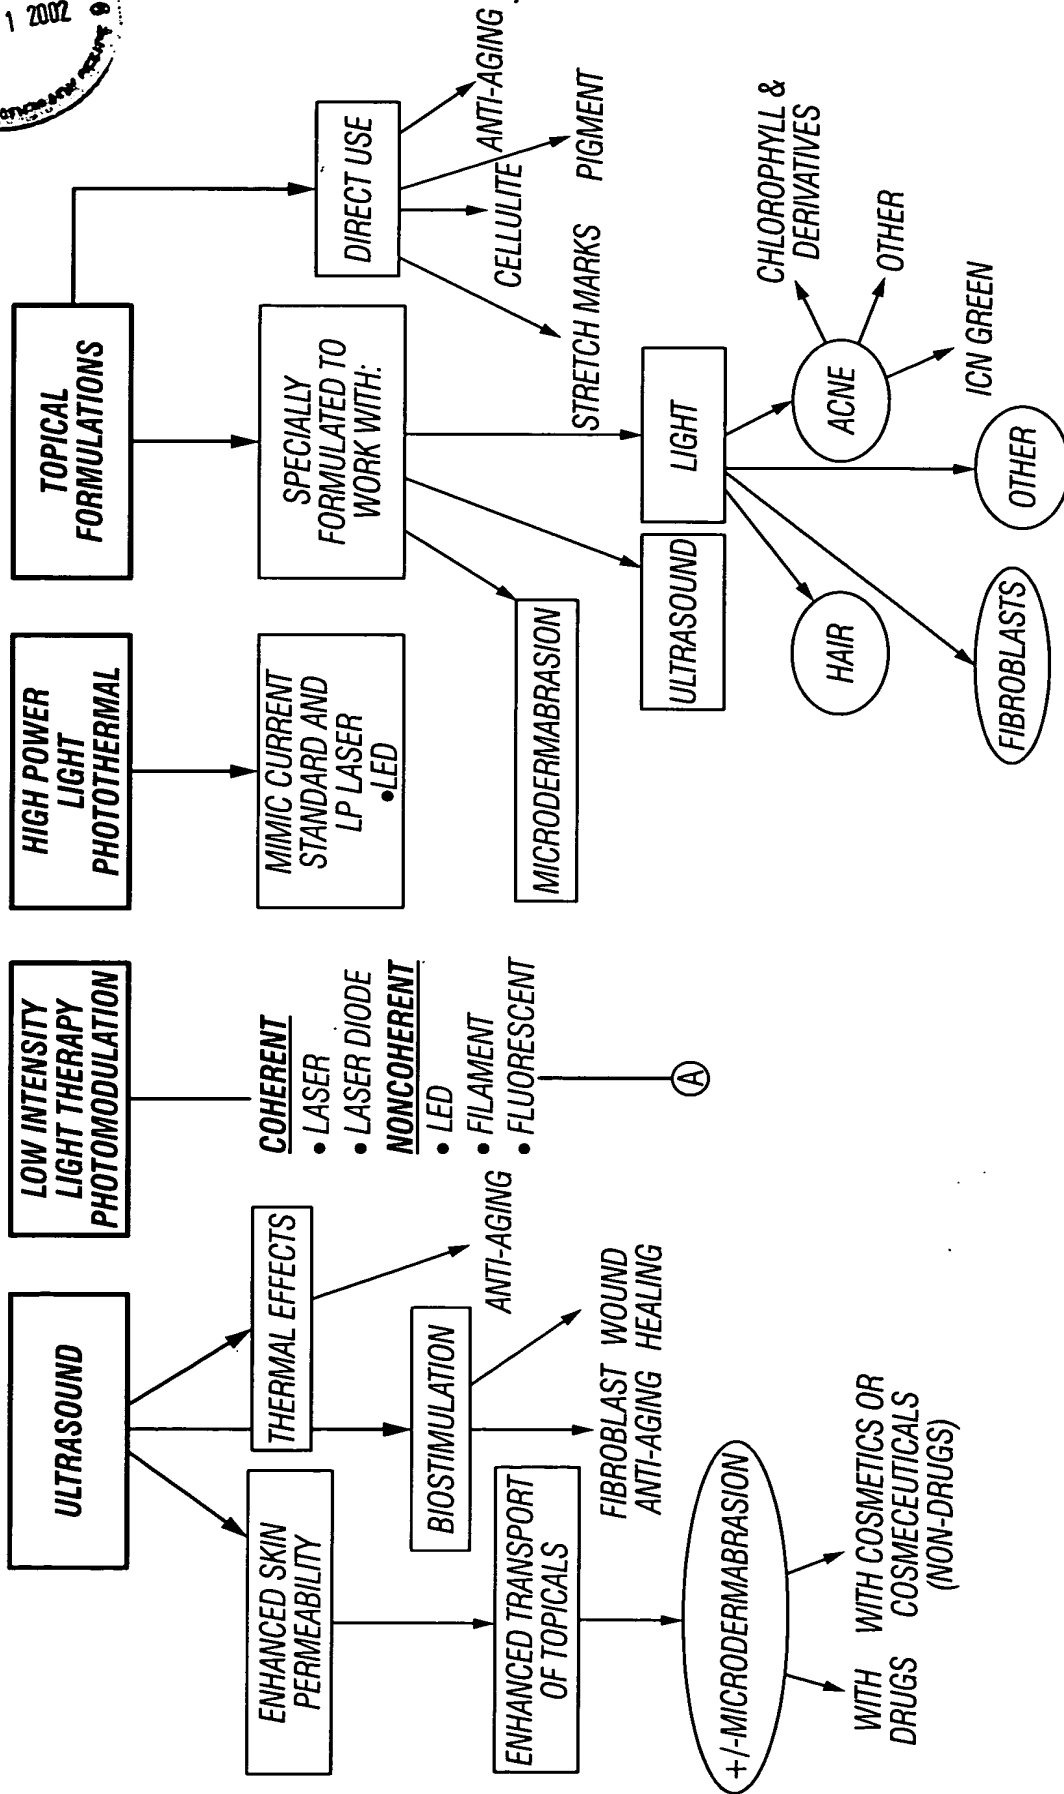 1 2002
ULTRASOUND
ENHANCED SKIN
PERMEABILITY
THERMAL EFFECTS
ANTI-AGING
BIOSTIMULATION
FIBROBLAST
ANTI-AGING
WOUND
HEALING
ENHANCED TRANSPORT
OF TOPICALS
+/-MICRODERMABRASION
WITH
DRUGS
WITH COSMETICS OR
COSMECEUTICALS
(NON-DRUGS)
LOW INTENSITY
LIGHT THERAPY
PHOTOMODULATION
COHERENT
• LASER
• LASER DIODE
NONCOHERENT
• LED
• FILAMENT
• FLUORESCENT
A
HIGH POWER
LIGHT
PHOTOTHERMAL
MIMIC CURRENT
STANDARD AND
LP LASER
•LED
TOPICAL
FORMULATIONS
SPECIALLY
FORMULATED TO
WORK WITH:
MICRODERMABRASION
ULTRASOUND
LIGHT
HAIR
FIBROBLASTS
OTHER
ACNE
CHLOROPHYLL &
DERIVATIVES
OTHER
ICN GREEN
DIRECT USE
STRETCH MARKS
CELLULITE
PIGMENT
ANTI-AGING